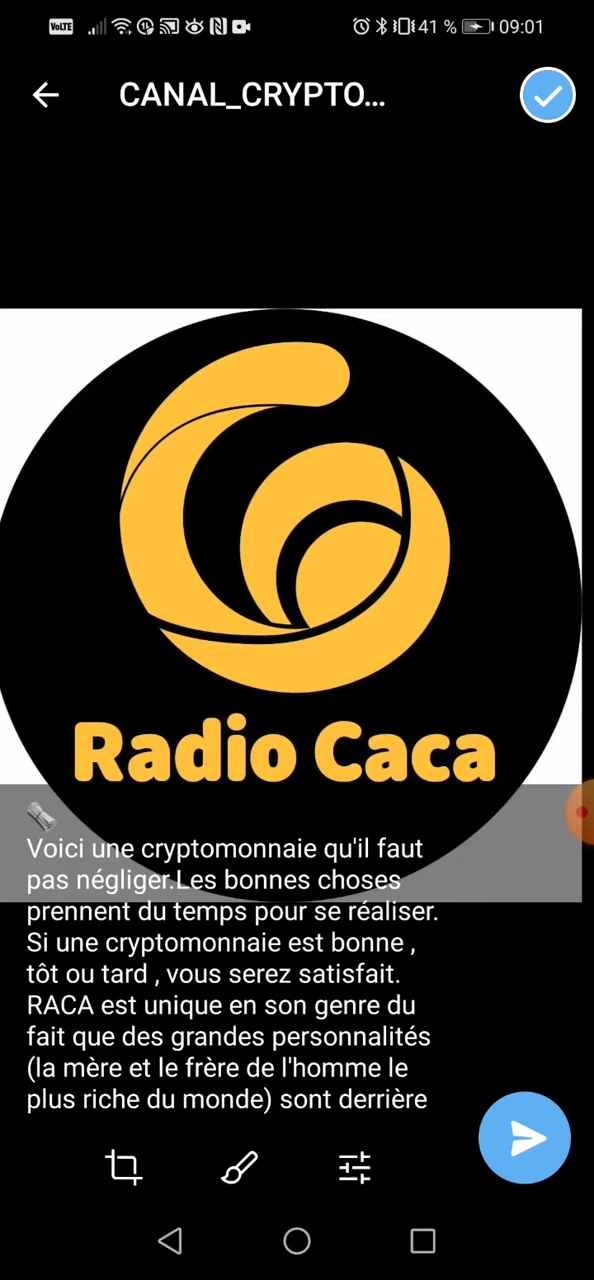 VoLTE 41 % 09:01
CANAL_CRYPTO...
Radio Caca
Voici une cryptomonnaie qu'il faut
pas négliger.Les bonnes choses
prennent du temps pour se réaliser.
Si une cryptomonnaie est bonne ,
tôt ou tard , vous serez satisfait.
RACA est unique en son genre du
fait que des grandes personnalités
(la mère et le frère de l'homme le
plus riche du monde) sont derrière